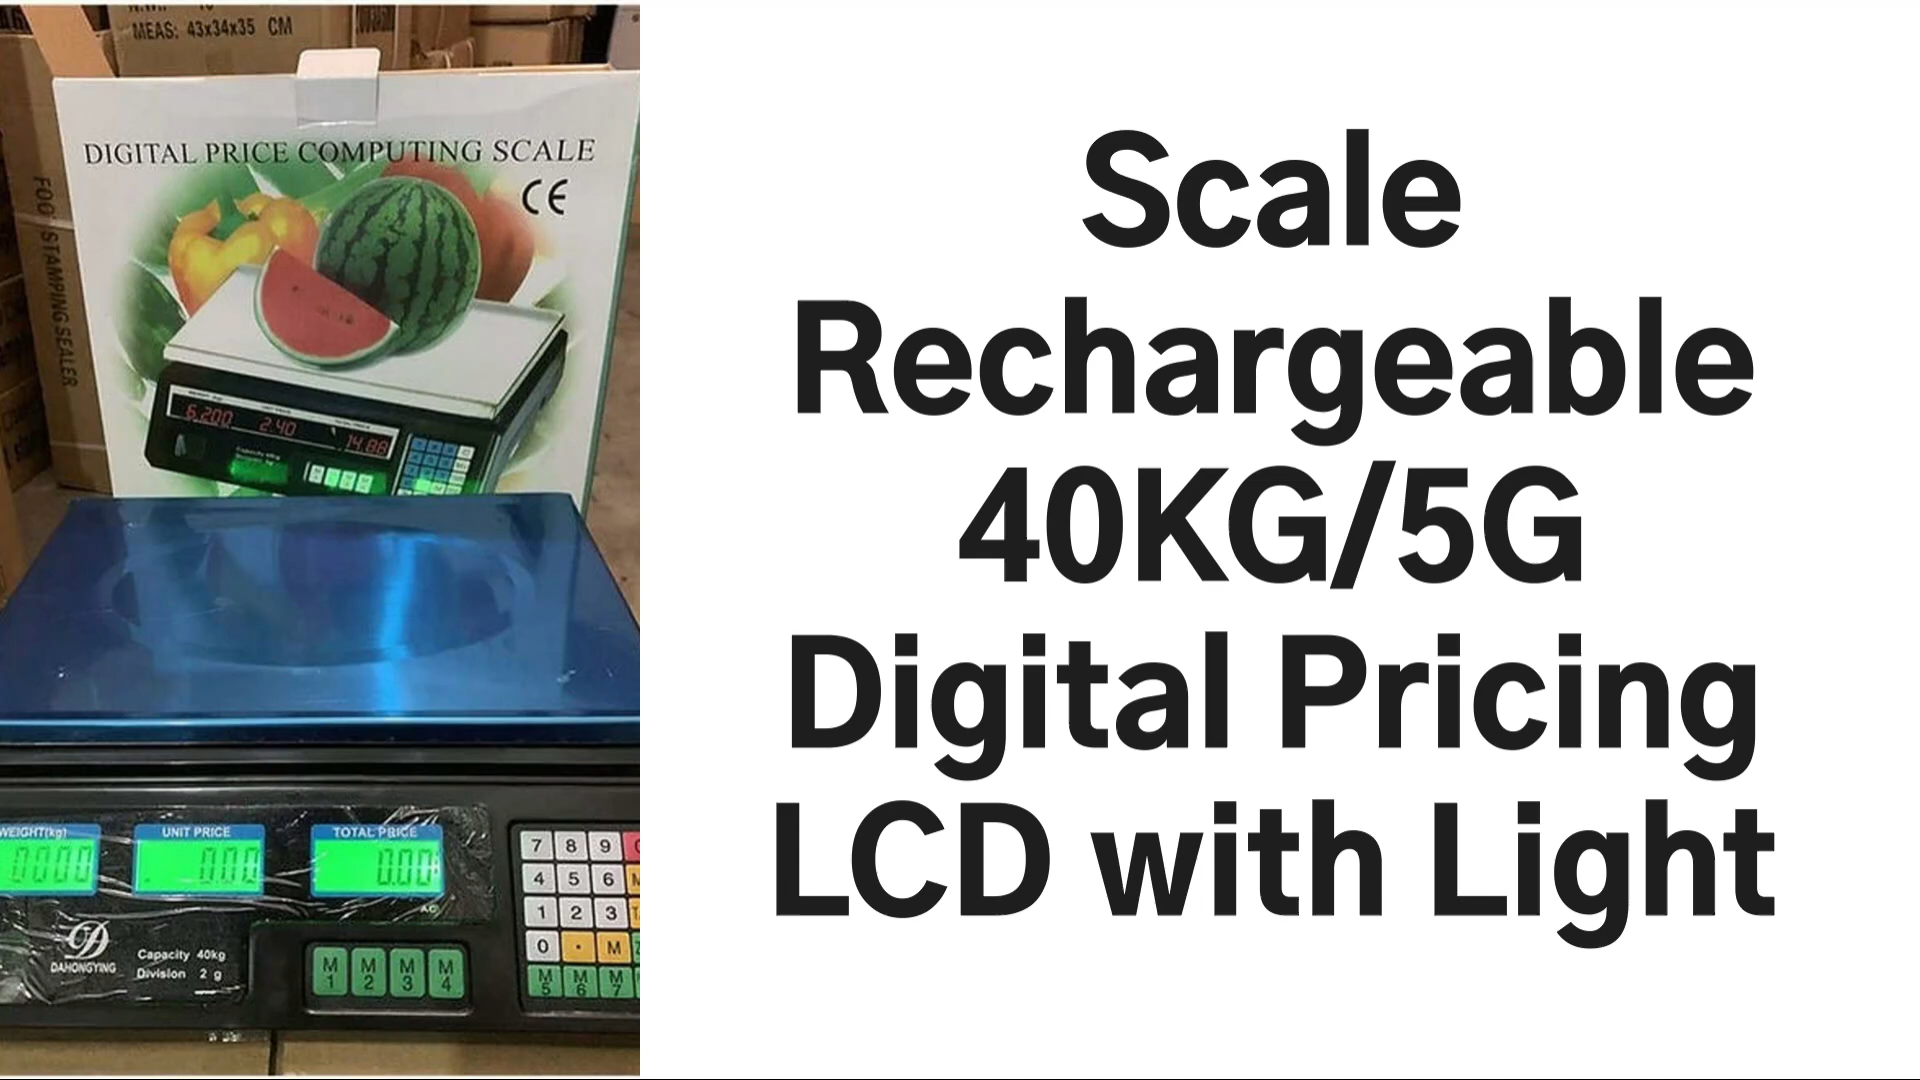 MEAS: 43x34x35 CM
DIGITAL PRICE COMPUTING SCALE
CE
STAMPING SEALER
6.200
2.40
14.88
WEIGHT(kg)
UNIT PRICE
TOTAL PRICE
0000
0.00
0.00
DAHONGYING
Capacity 40kg
Division 2 g
7 8 9
4 5 6
1 2 3
0 . M
M1 M2 M3 M4
M5 M6 M7
Scale
Rechargeable
40KG/5G
Digital Pricing
LCD with Light